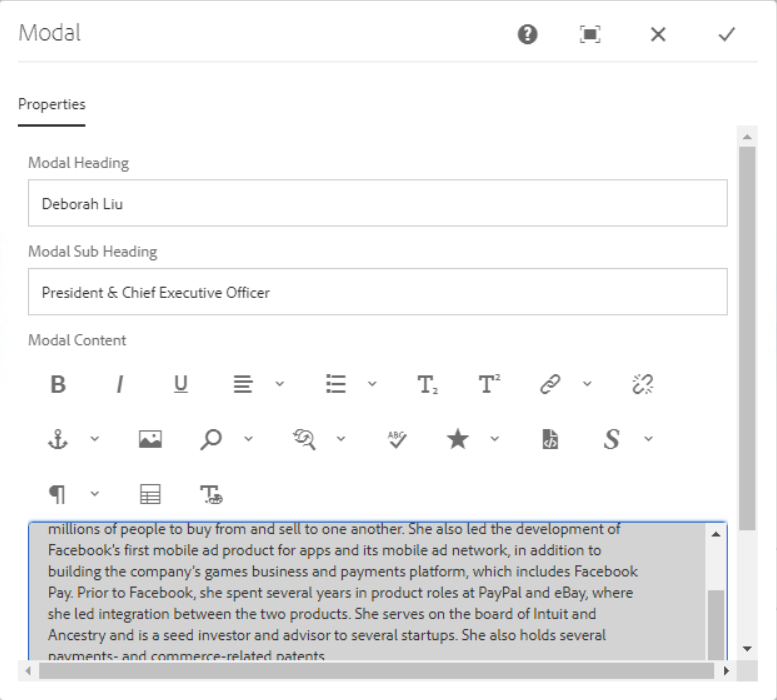 Modal
Properties
Modal Heading
Deborah Liu
Modal Sub Heading
President & Chief Executive Officer
Modal Content
B I U T₂ T²
ABC S
¶ T
millions of people to buy from and sell to one another. She also led the development of
Facebook's first mobile ad product for apps and its mobile ad network, in addition to
building the company's games business and payments platform, which includes Facebook
Pay. Prior to Facebook, she spent several years in product roles at PayPal and eBay, where
she led integration between the two products. She serves on the board of Intuit and
Ancestry and is a seed investor and advisor to several startups. She also holds several
payments- and commerce-related patents